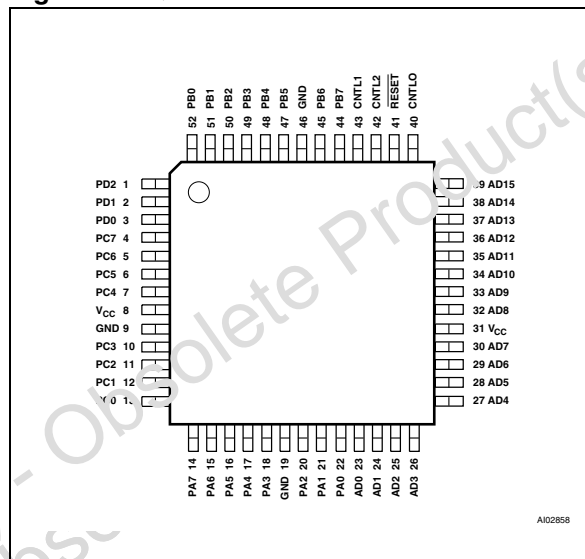 52 PB0
51 PB1
50 PB2
49 PB3
48 PB4
47 PB5
46 GND
45 PB6
44 PB7
43 CNTL1
42 CNTL2
41 RESET
40 CNTL0
PD2 1
PD1 2
PD0 3
PC7 4
PC6 5
PC5 6
PC4 7
VCC 8
GND 9
PC3 10
PC2 11
PC1 12
39 AD15
38 AD14
37 AD13
36 AD12
35 AD11
34 AD10
33 AD9
32 AD8
31 VCC
30 AD7
29 AD6
28 AD5
27 AD4
PA7 14
PA6 15
PA5 16
PA4 17
PA3 18
GND 19
PA2 20
PA1 21
PA0 22
AD0 23
AD1 24
AD2 25
AD3 26
AI02858
- Obsolete Product(s